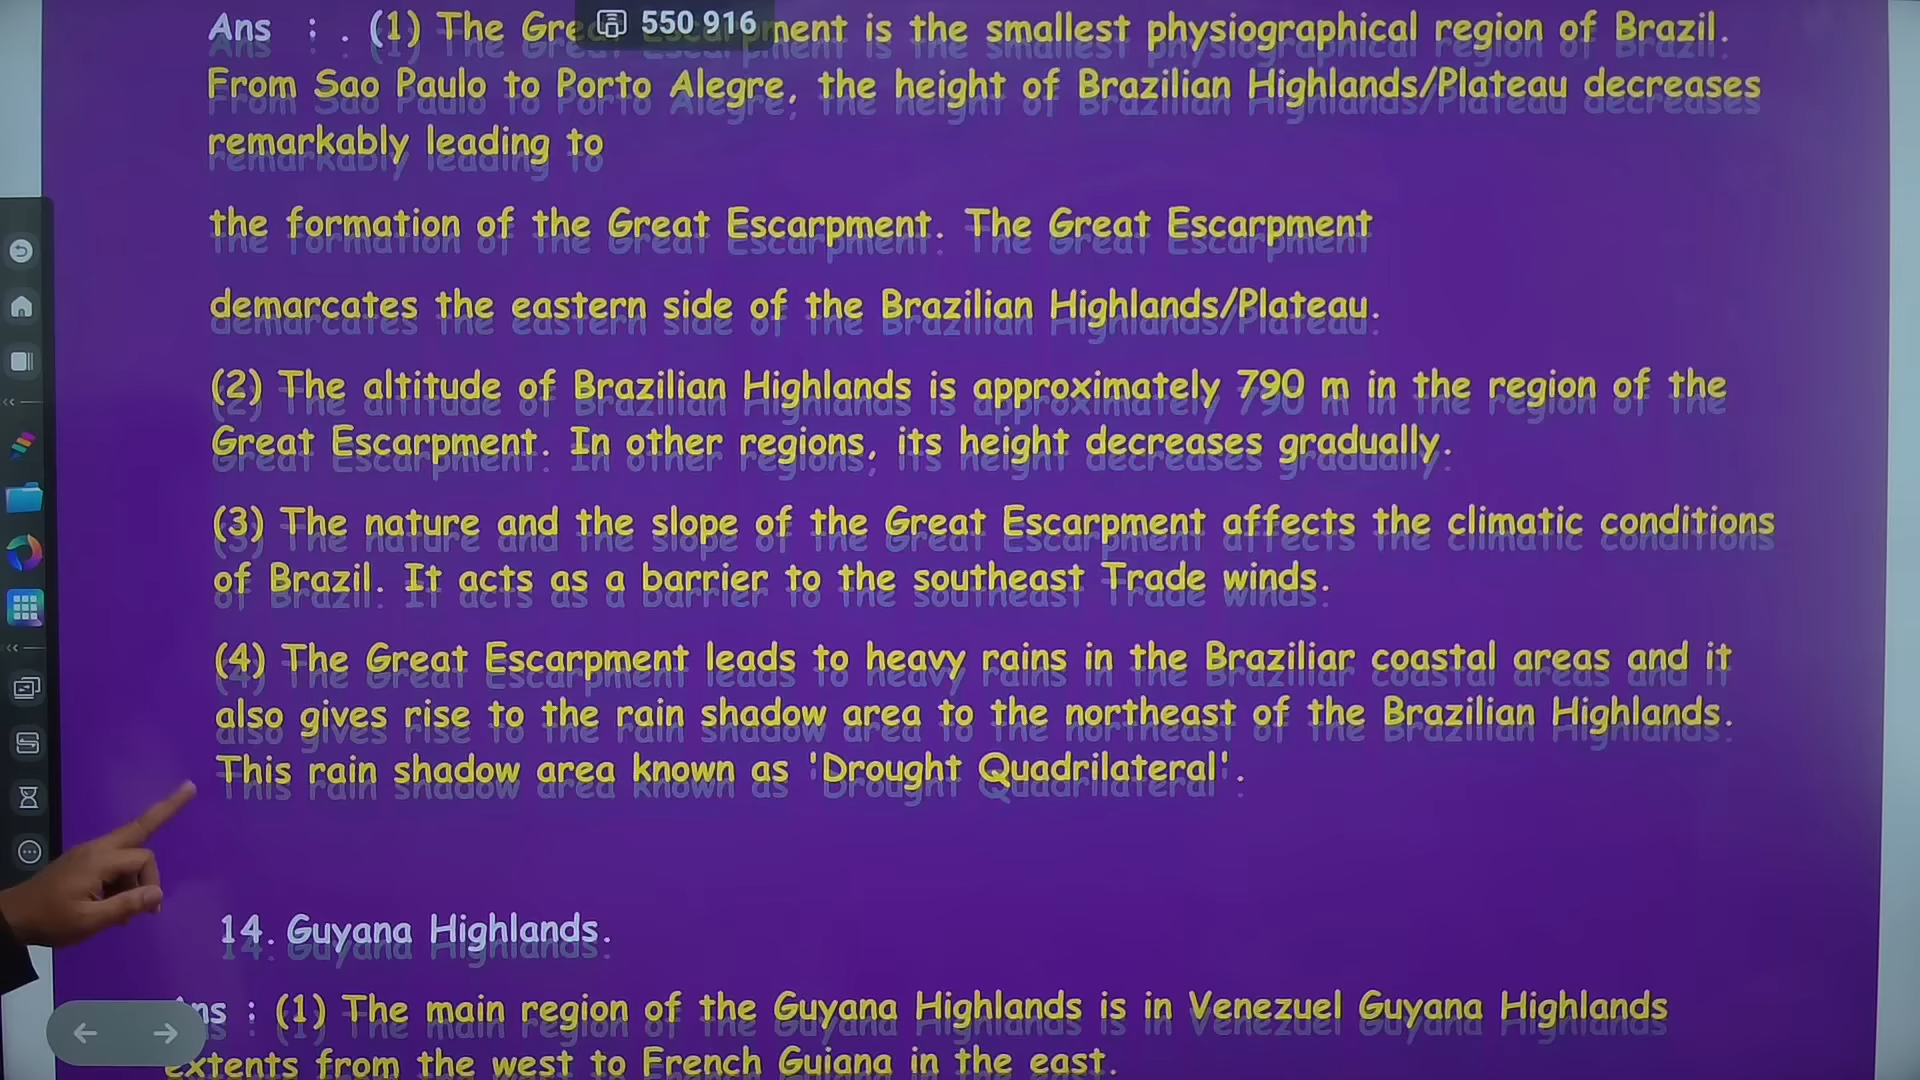 550 916
Ans : . (1) The Gre ment is the smallest physiographical region of Brazil.
From Sao Paulo to Porto Alegre, the height of Brazilian Highlands/Plateau decreases
remarkably leading to
the formation of the Great Escarpment. The Great Escarpment
demarcates the eastern side of the Brazilian Highlands/Plateau.
(2) The altitude of Brazilian Highlands is approximately 790 m in the region of the
Great Escarpment. In other regions, its height decreases gradually.
(3) The nature and the slope of the Great Escarpment affects the climatic conditions
of Brazil. It acts as a barrier to the southeast Trade winds.
(4) The Great Escarpment leads to heavy rains in the Braziliar coastal areas and it
also gives rise to the rain shadow area to the northeast of the Brazilian Highlands.
This rain shadow area known as 'Drought Quadrilateral'.
14. Guyana Highlands.
ns : (1) The main region of the Guyana Highlands is in Venezuel Guyana Highlands
extents from the west to French Guiana in the east.